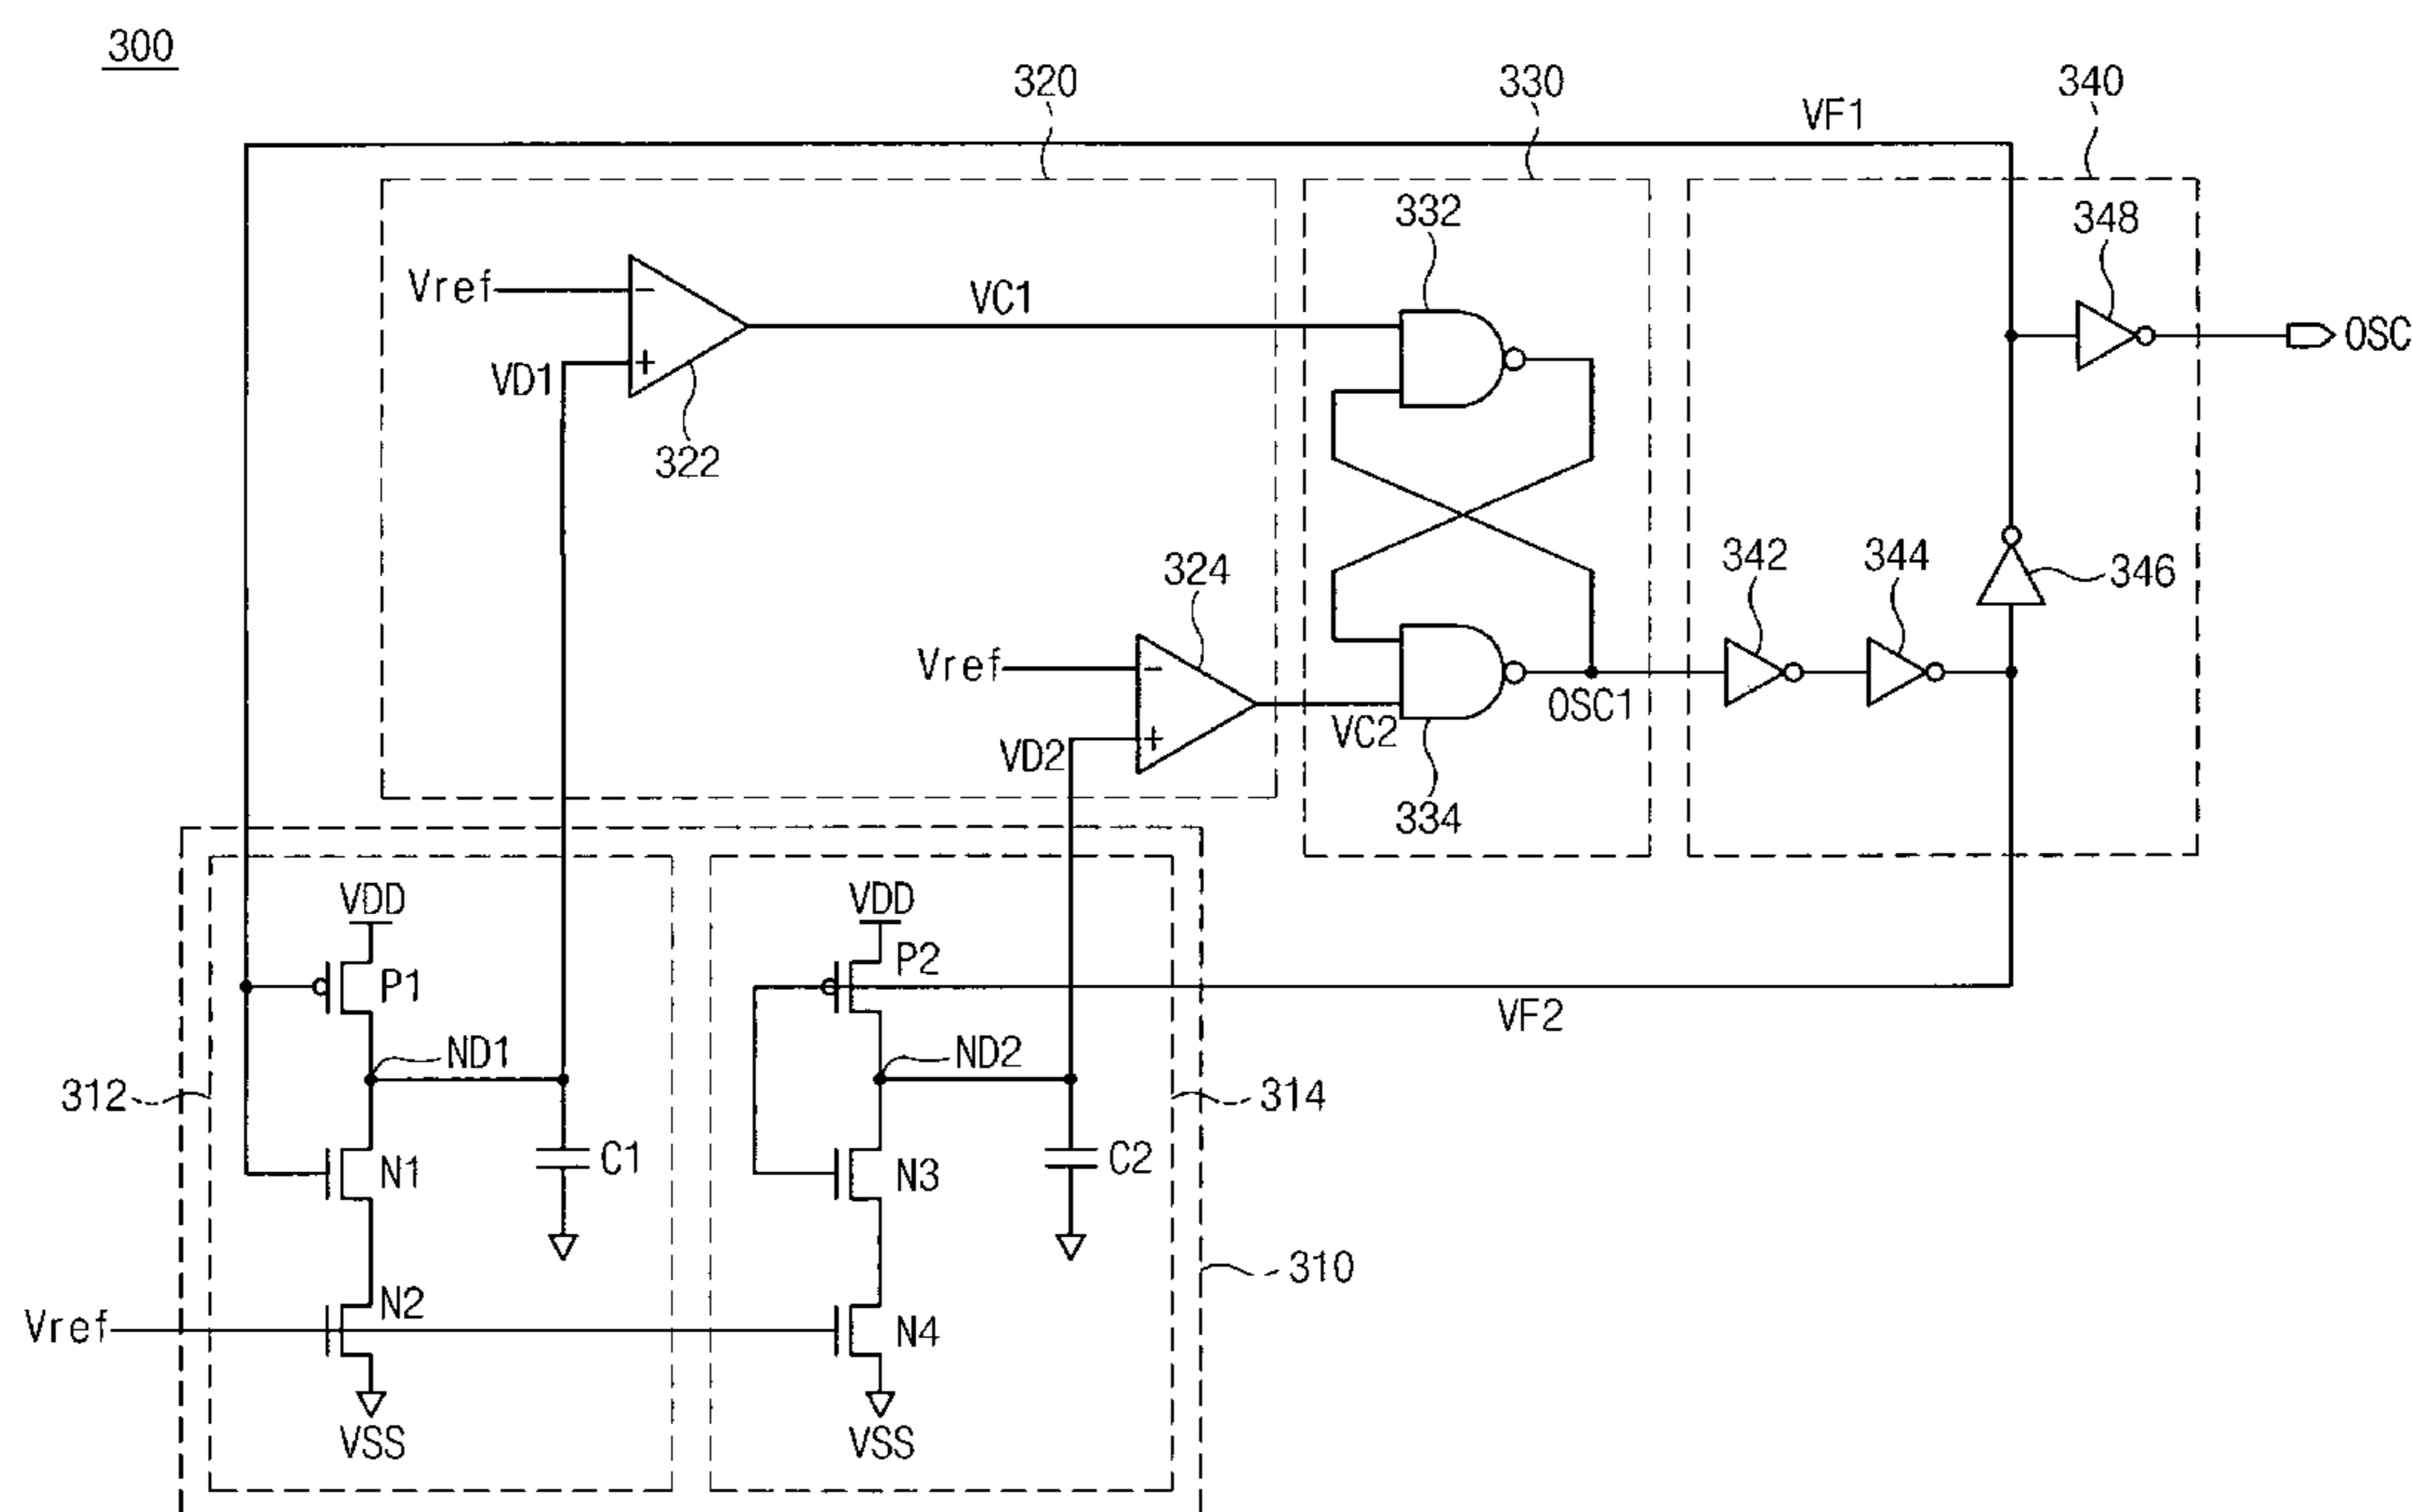 300
320
330
340
VF1
332
348
Vref
-
VC1
OSC
VD1
+
322
324
342
344
346
Vref
-
OSC1
VC2
VD2
+
334
VDD
VDD
P1
P2
VF2
ND1
ND2
312
314
N1
C1
N3
C2
310
N2
Vref
N4
VSS
VSS